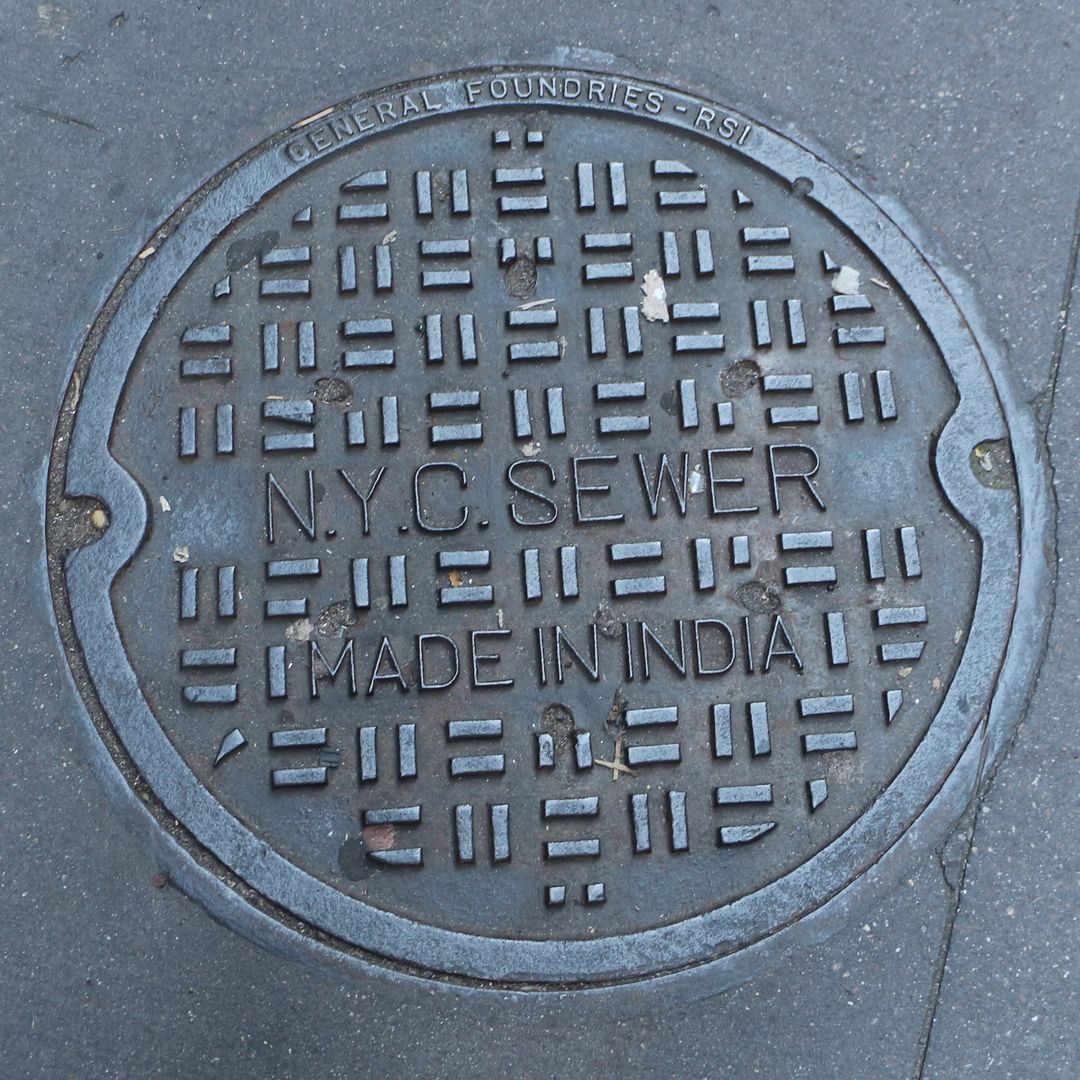 GENERAL FOUNDRIES-RSI
N.Y.C. SEWER
MADE IN INDIA